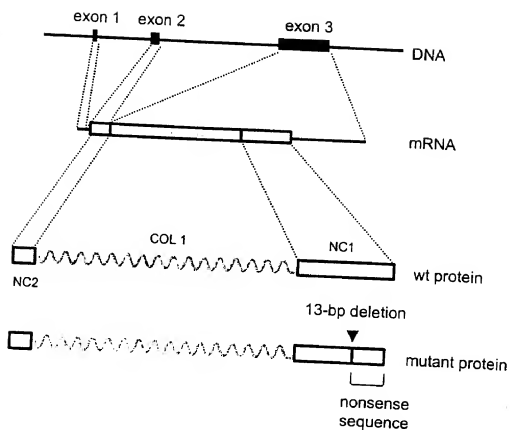 exon 1 exon 2 exon 3
DNA
mRNA
COL 1 NC1
NC2 wt protein
13-bp deletion
mutant protein
nonsense
sequence